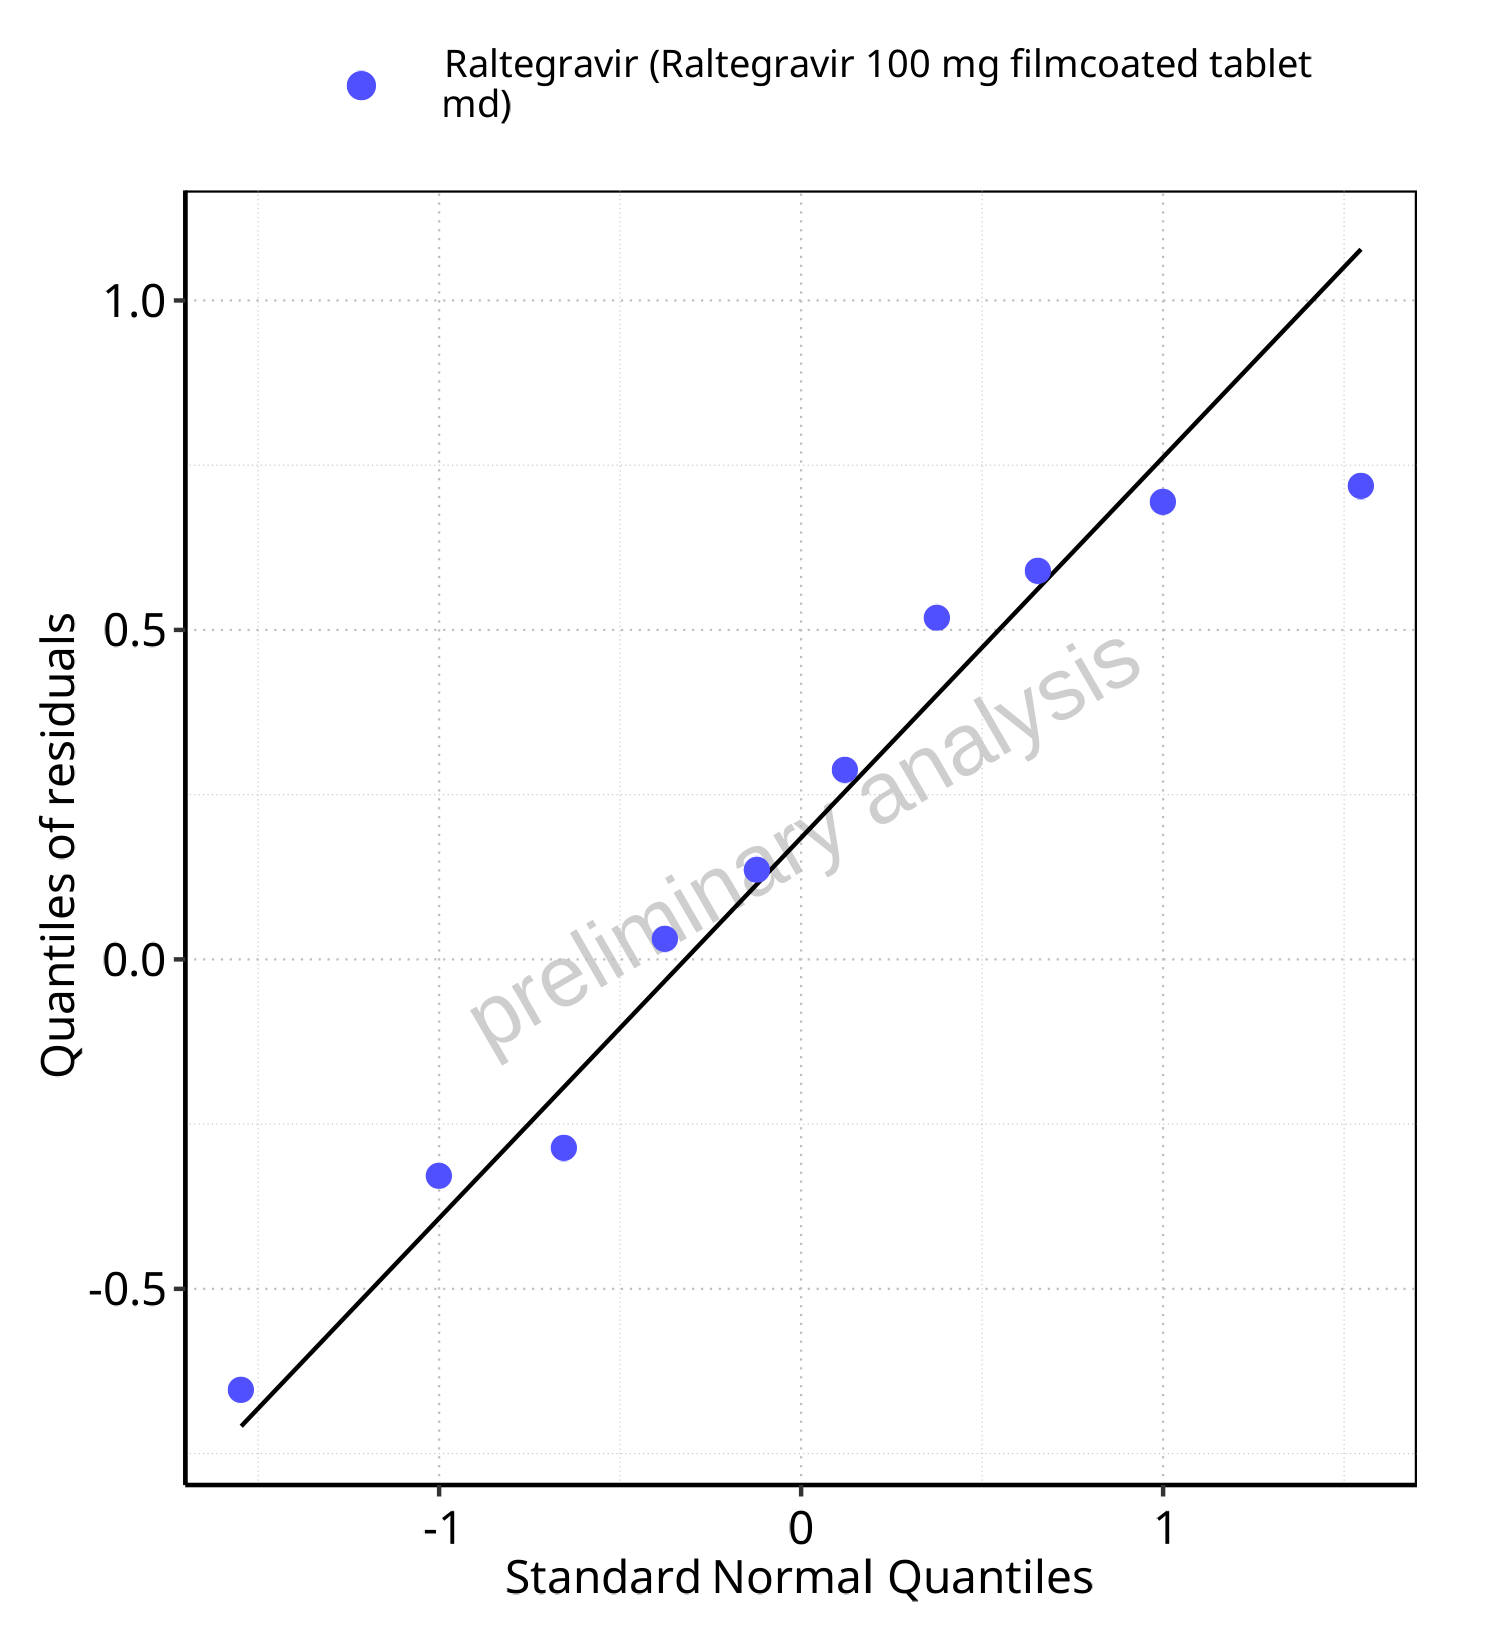 Raltegravir (Raltegravir 100 mg filmcoated tablet
md)
1.0
0.5
0.0
-0.5
Quantiles of residuals
preliminary analysis
-1 0 1
Standard Normal Quantiles